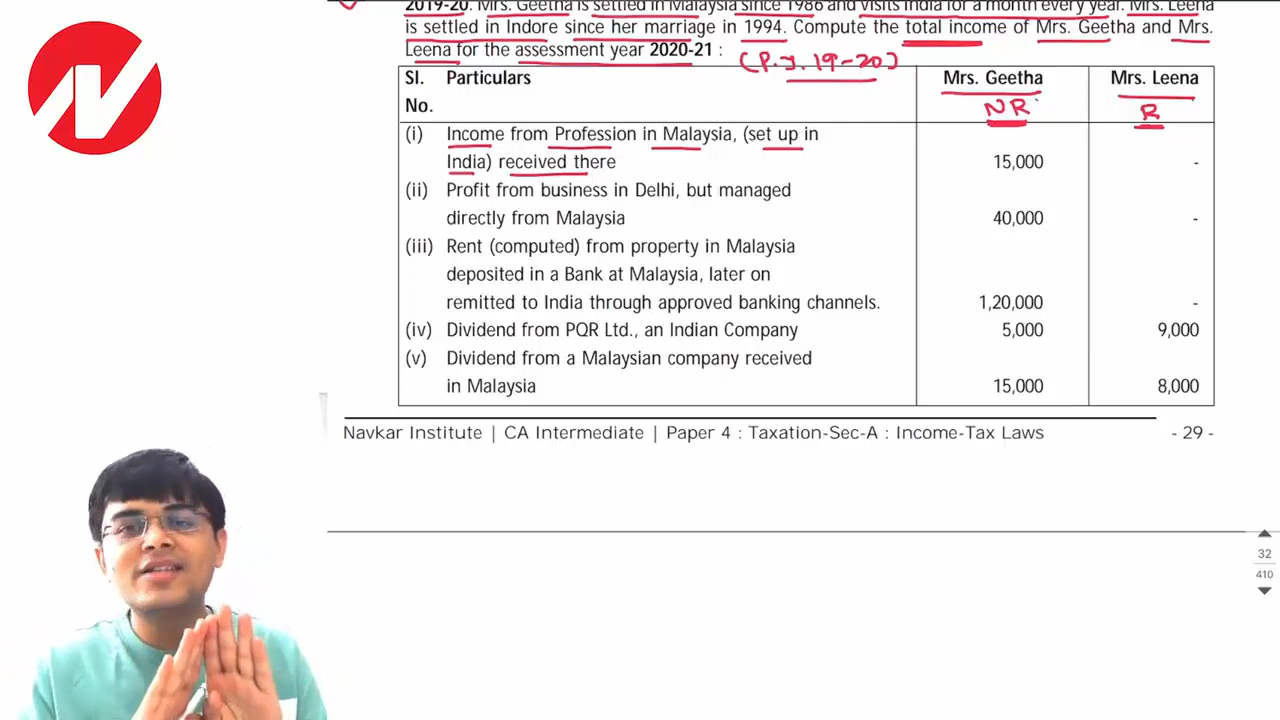 2019-20. Mrs. Geetha is settled in Malaysia since 1986 and visits India for a month every year. Mrs. Leena
is settled in Indore since her marriage in 1994. Compute the total income of Mrs. Geetha and Mrs.
Leena for the assessment year 2020-21 :
(P.Y. 19-20)
Sl. Particulars Mrs. Geetha Mrs. Leena
No. NR R
(i) Income from Profession in Malaysia, (set up in
India) received there 15,000 -
(ii) Profit from business in Delhi, but managed
directly from Malaysia 40,000 -
(iii) Rent (computed) from property in Malaysia
deposited in a Bank at Malaysia, later on
remitted to India through approved banking channels. 1,20,000 -
(iv) Dividend from PQR Ltd., an Indian Company 5,000 9,000
(v) Dividend from a Malaysian company received
in Malaysia 15,000 8,000
Navkar Institute | CA Intermediate | Paper 4 : Taxation-Sec-A : Income-Tax Laws - 29 -
32
410